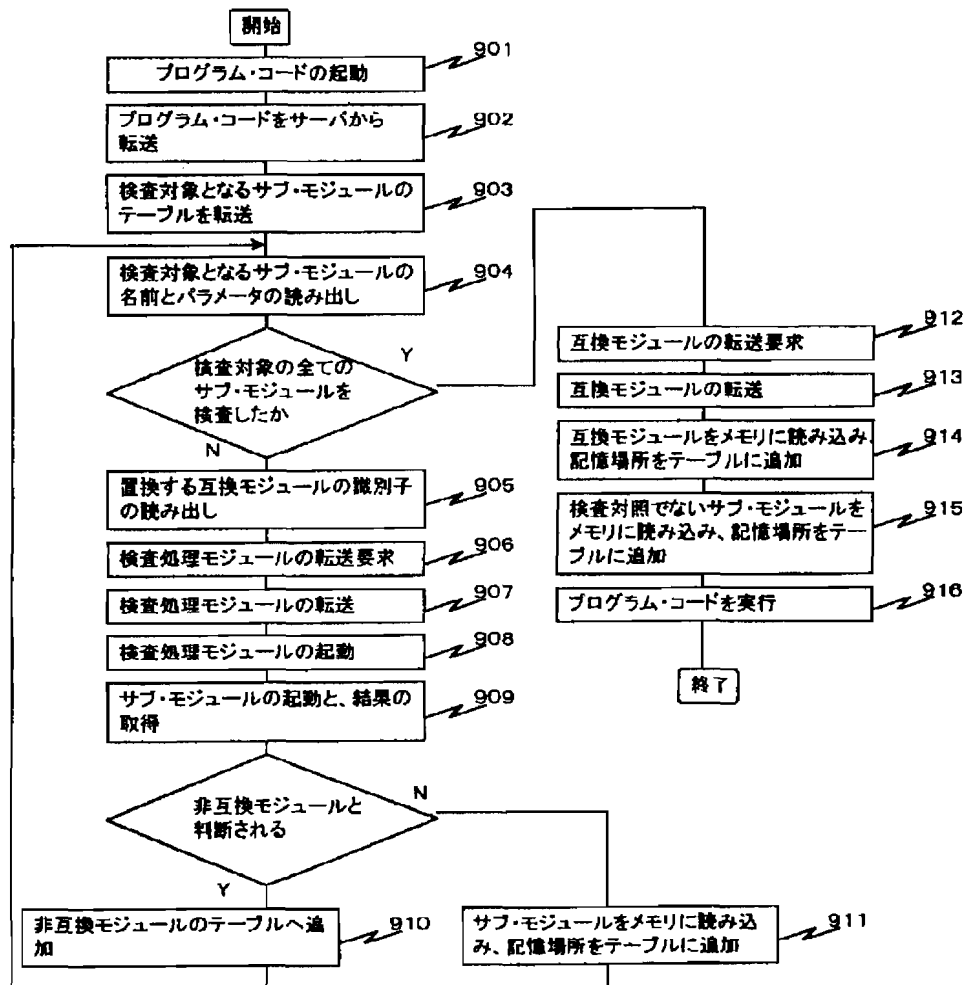 開始
プログラム・コードの起動
901
プログラム・コードをサーバから
転送
902
検査対象となるサブ・モジュールの
テーブルを転送
903
検査対象となるサブ・モジュールの
名前とパラメータの読み出し
904
検査対象の全ての
サブ・モジュールを
検査したか
Y
N
置換する互換モジュールの識別子
の読み出し
905
検査処理モジュールの転送要求
906
検査処理モジュールの転送
907
検査処理モジュールの起動
908
サブ・モジュールの起動と、結果の
取得
909
非互換モジュールと
判断される
N
Y
非互換モジュールのテーブルへ追
加
910
サブ・モジュールをメモリに読み込
み、記憶場所をテーブルに追加
911
互換モジュールの転送要求
912
互換モジュールの転送
913
互換モジュールをメモリに読み込み、
記憶場所をテーブルに追加
914
検査対照でないサブ・モジュールを
メモリに読み込み、記憶場所をテー
ブルに追加
915
プログラム・コードを実行
916
終了